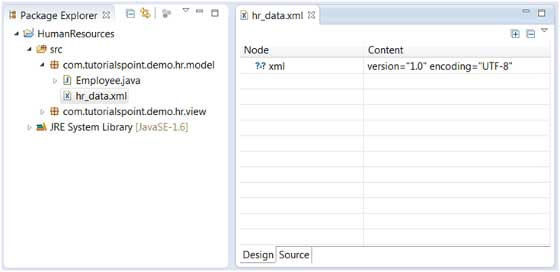 Package Explorer
HumanResources
src
com.tutorialspoint.demo.hr.model
Employee.java
hr_data.xml
com.tutorialspoint.demo.hr.view
JRE System Library [JavaSE-1.6]
hr_data.xml
Node Content
?-? xml version="1.0" encoding="UTF-8"
Design Source